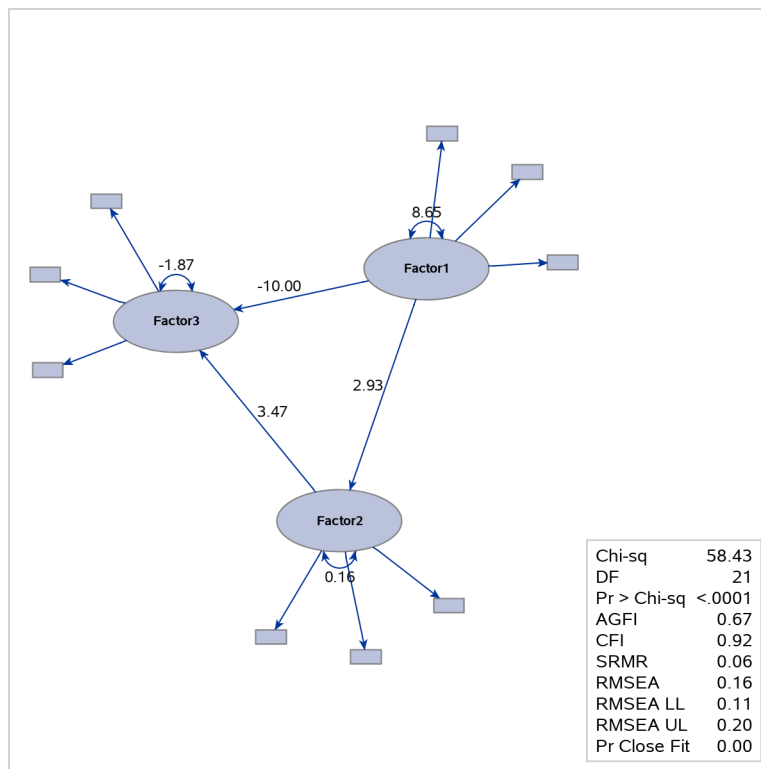 8.65
Factor1
-1.87
-10.00
Factor3
2.93
3.47
Factor2
0.16
Chi-sq 58.43
DF 21
Pr > Chi-sq <.0001
AGFI 0.67
CFI 0.92
SRMR 0.06
RMSEA 0.16
RMSEA LL 0.11
RMSEA UL 0.20
Pr Close Fit 0.00